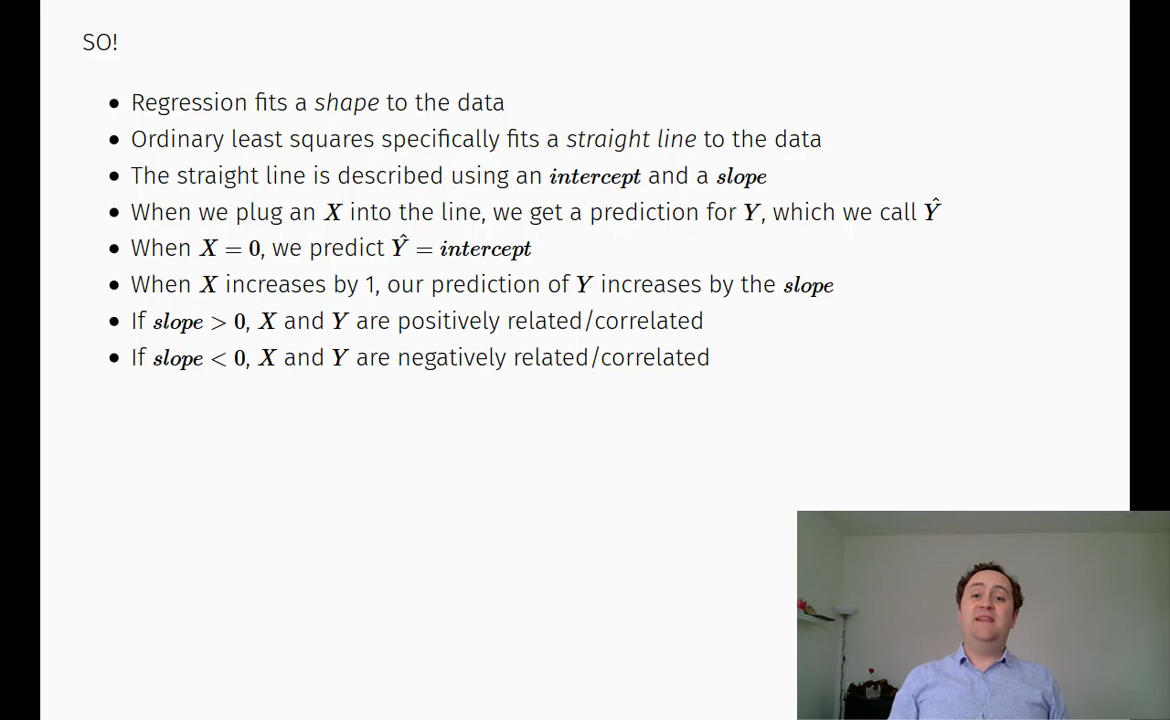 SO!
• Regression fits a shape to the data
• Ordinary least squares specifically fits a straight line to the data
• The straight line is described using an intercept and a slope
• When we plug an X into the line, we get a prediction for Y, which we call Ŷ
• When X = 0, we predict Ŷ = intercept
• When X increases by 1, our prediction of Y increases by the slope
• If slope > 0, X and Y are positively related/correlated
• If slope < 0, X and Y are negatively related/correlated